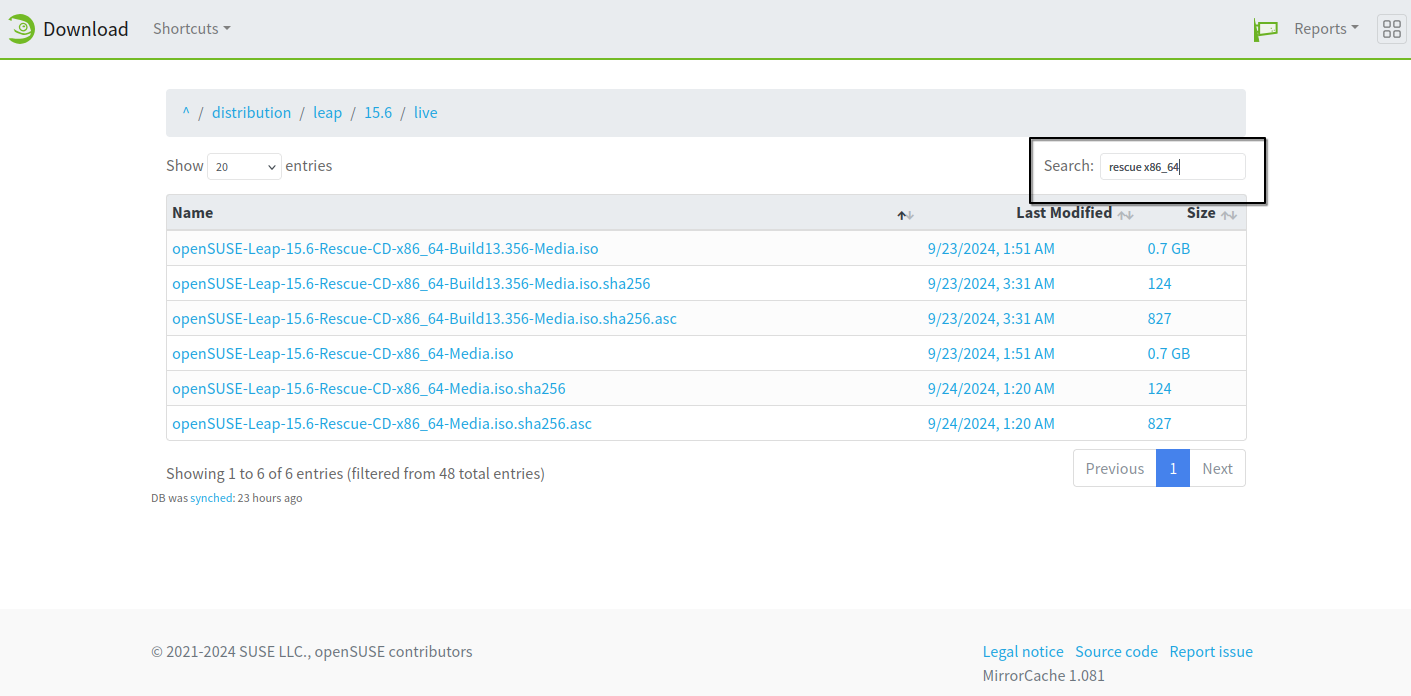 Download Shortcuts Reports
^ / distribution / leap / 15.6 / live
Show 20 entries Search: rescue x86_64
Name Last Modified Size
openSUSE-Leap-15.6-Rescue-CD-x86_64-Build13.356-Media.iso 9/23/2024, 1:51 AM 0.7 GB
openSUSE-Leap-15.6-Rescue-CD-x86_64-Build13.356-Media.iso.sha256 9/23/2024, 3:31 AM 124
openSUSE-Leap-15.6-Rescue-CD-x86_64-Build13.356-Media.iso.sha256.asc 9/23/2024, 3:31 AM 827
openSUSE-Leap-15.6-Rescue-CD-x86_64-Media.iso 9/23/2024, 1:51 AM 0.7 GB
openSUSE-Leap-15.6-Rescue-CD-x86_64-Media.iso.sha256 9/24/2024, 1:20 AM 124
openSUSE-Leap-15.6-Rescue-CD-x86_64-Media.iso.sha256.asc 9/24/2024, 1:20 AM 827
Showing 1 to 6 of 6 entries (filtered from 48 total entries) Previous 1 Next
DB was synched: 23 hours ago
© 2021-2024 SUSE LLC., openSUSE contributors Legal notice Source code Report issue
MirrorCache 1.081